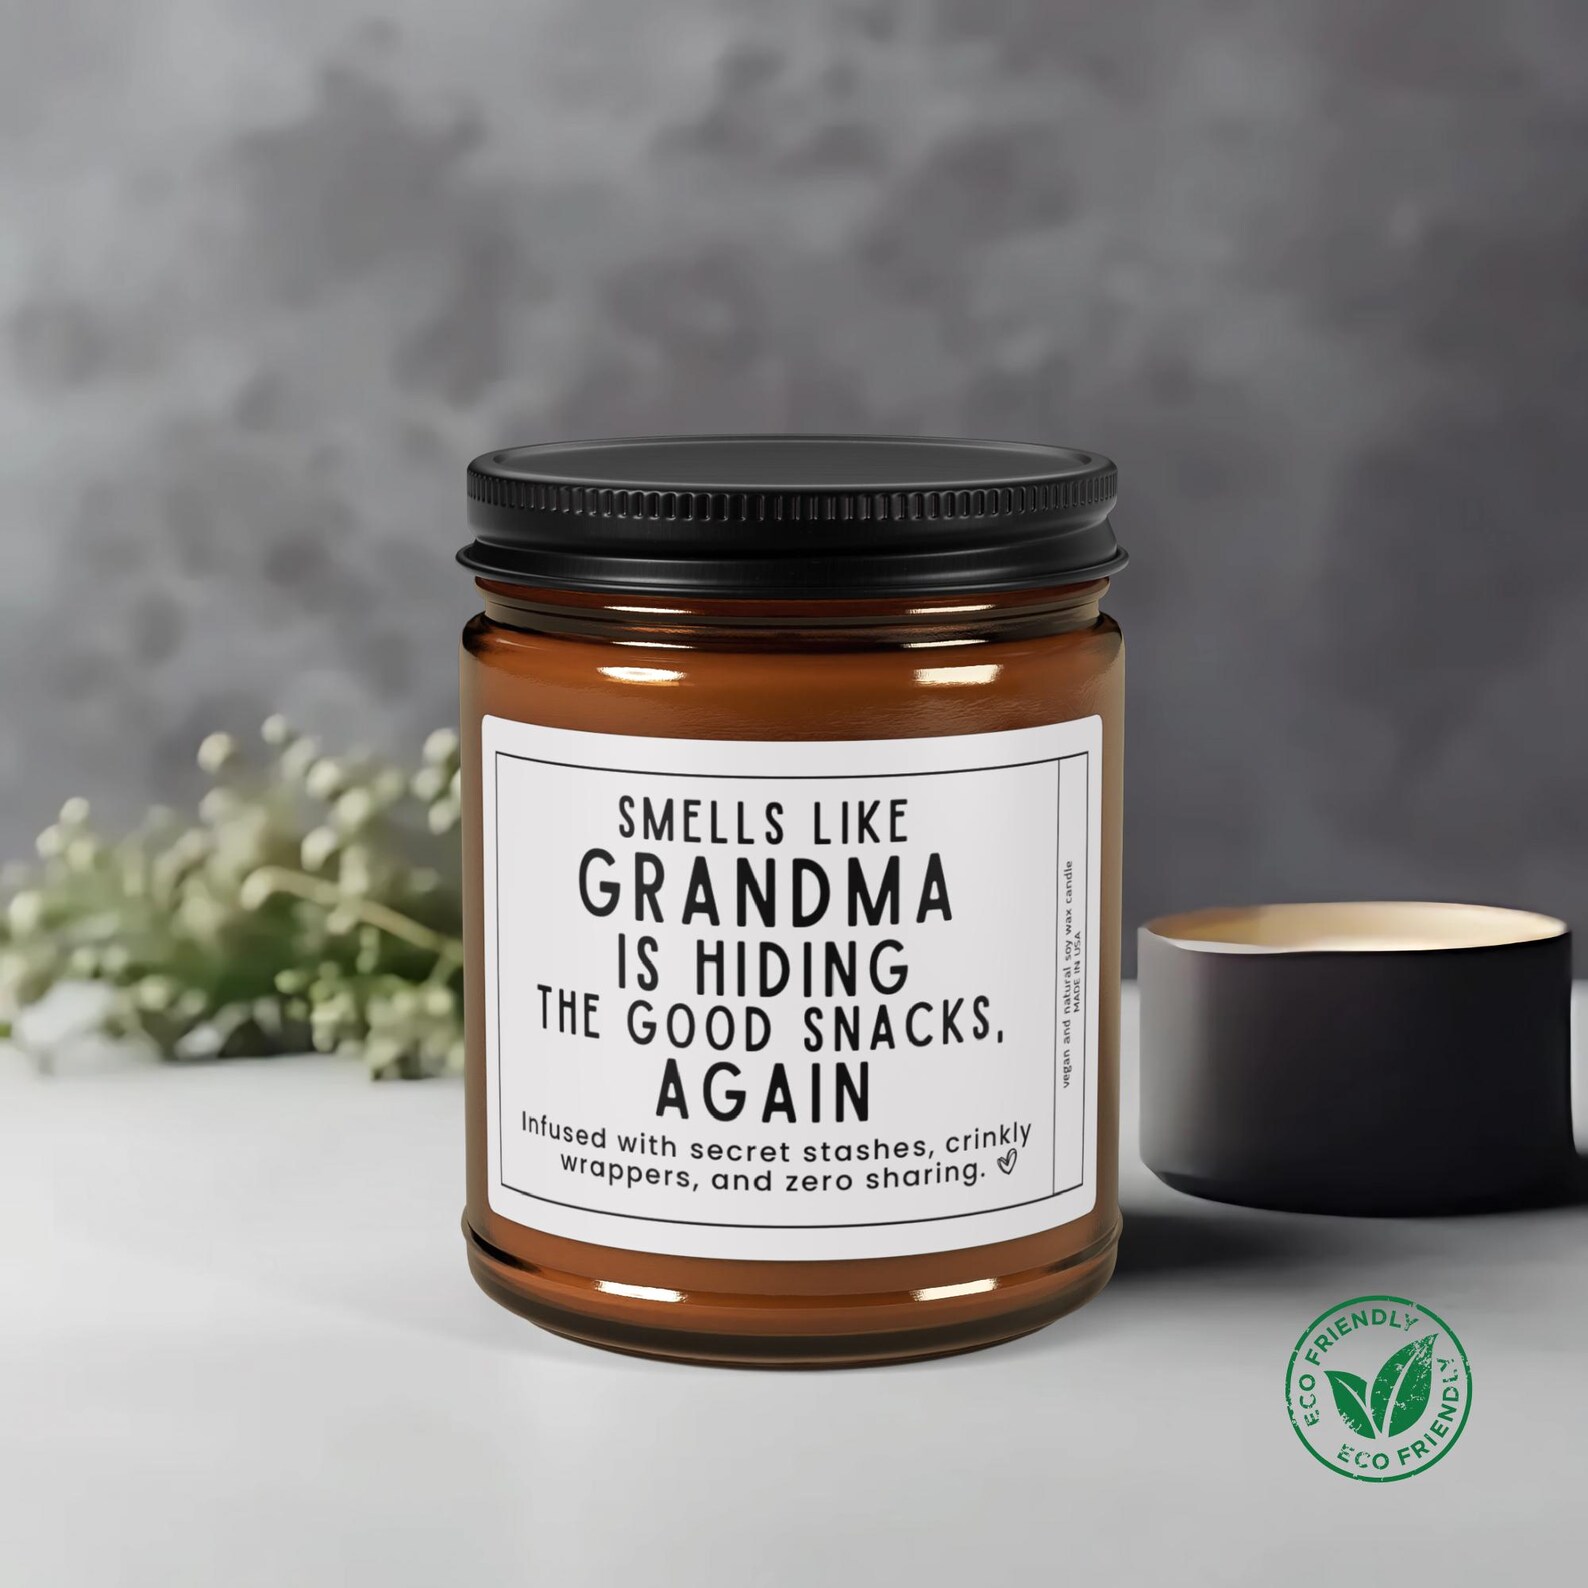 SMELLS LIKE
GRANDMA
IS HIDING
THE GOOD SNACKS,
AGAIN
Infused with secret stashes, crinkly
wrappers, and zero sharing.
vegan and natural soy wax candle
MADE IN USA
ECO FRIENDLY
ECO FRIENDLY